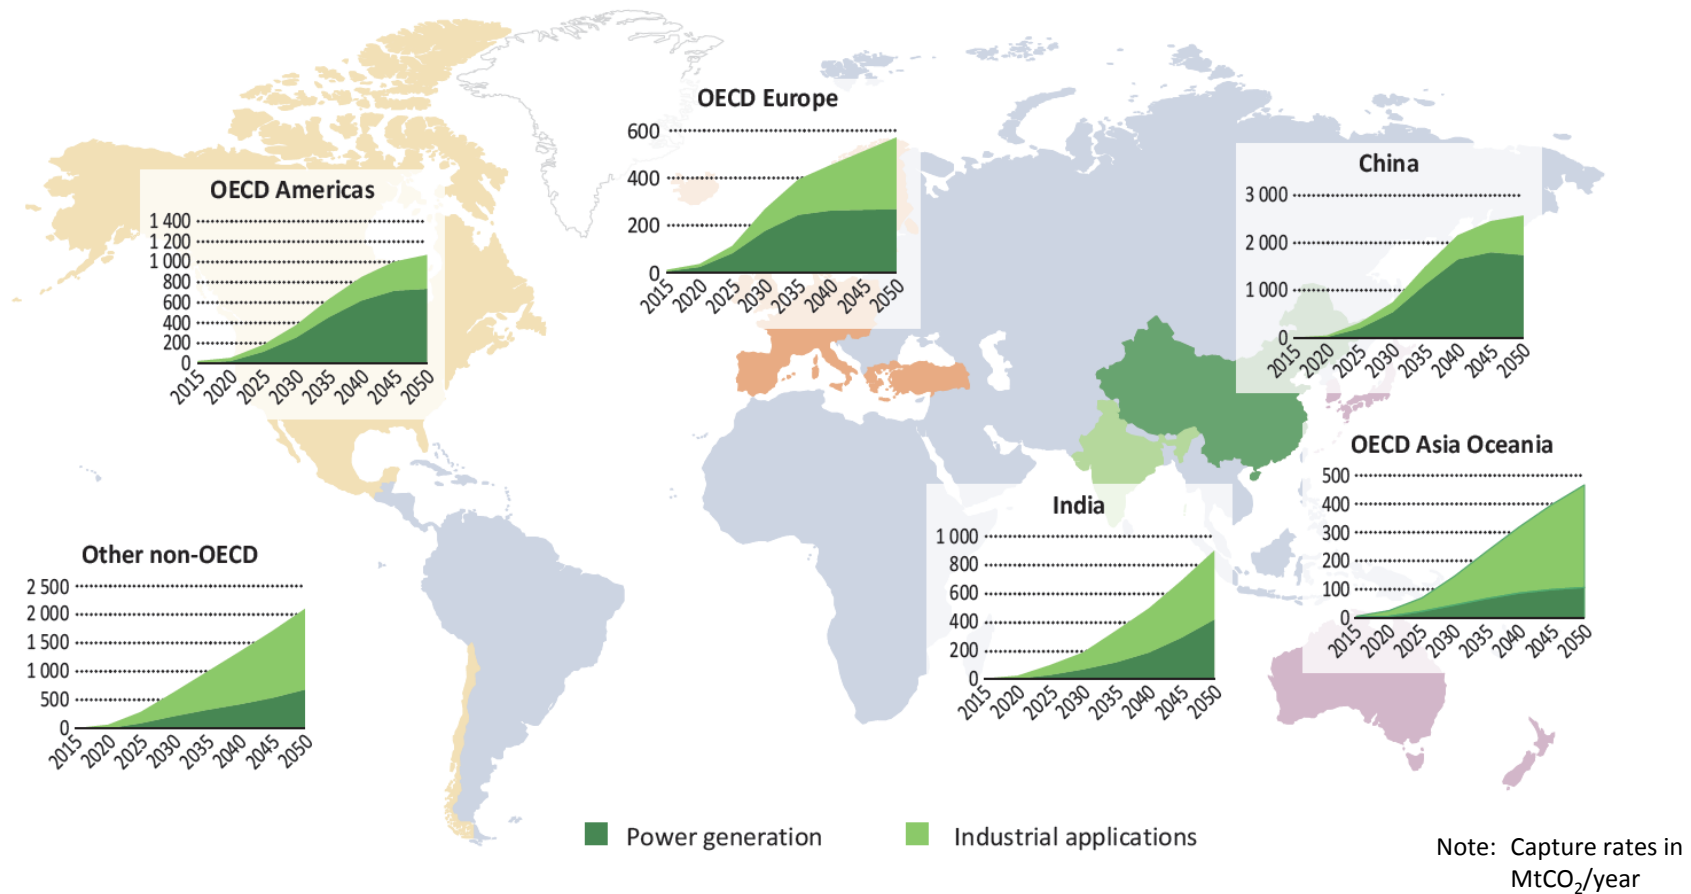 OECD Americas
1 400
1 200
1 000
800
600
400
200
0
2015 2020 2025 2030 2035 2040 2045 2050
OECD Europe
600
400
200
0
2015 2020 2025 2030 2035 2040 2045 2050
China
3 000
2 000
1 000
0
2015 2020 2025 2030 2035 2040 2045 2050
OECD Asia Oceania
500
400
300
200
100
0
2015 2020 2025 2030 2035 2040 2045 2050
India
1 000
800
600
400
200
0
2015 2020 2025 2030 2035 2040 2045 2050
Other non-OECD
2 500
2 000
1 500
1 000
500
0
2015 2020 2025 2030 2035 2040 2045 2050
Power generation Industrial applications
Note: Capture rates in
MtCO₂/year